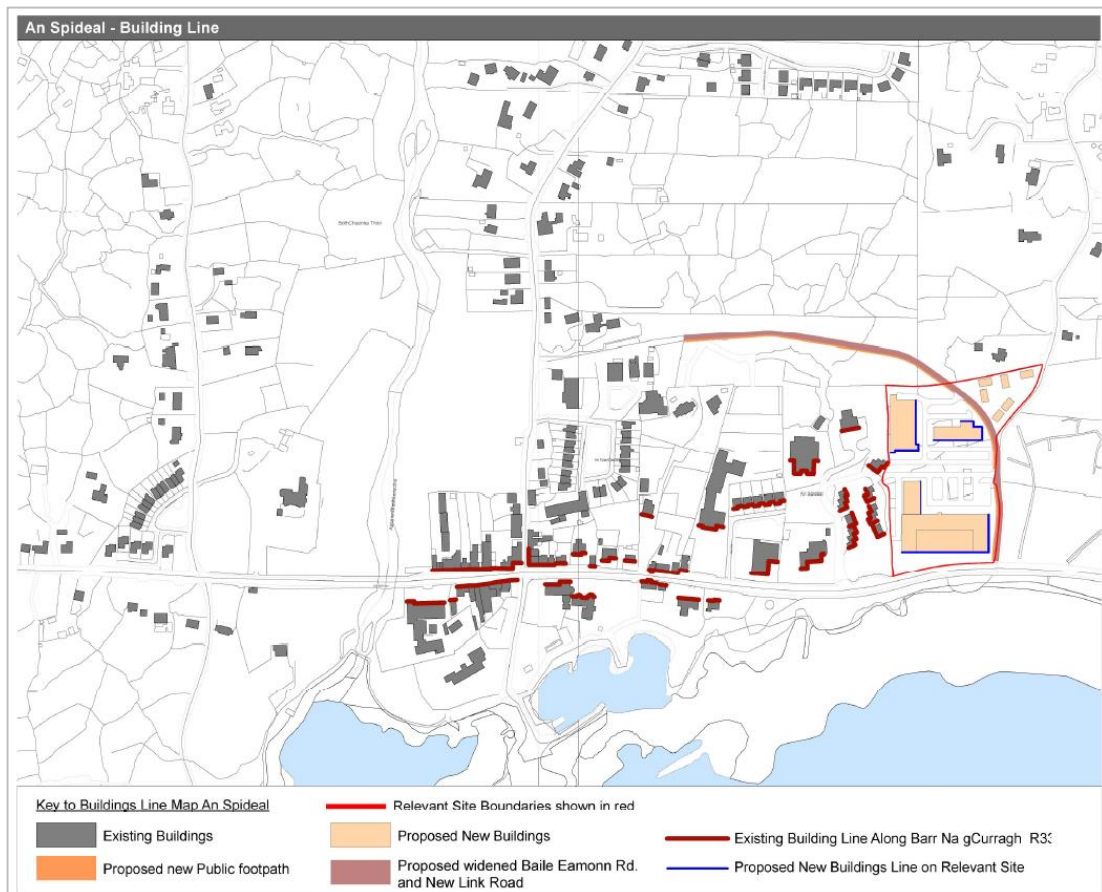 An Spideal - Building Line
Key to Buildings Line Map An Spideal
Existing Buildings
Proposed new Public footpath
Relevant Site Boundaries shown in red
Proposed New Buildings
Proposed widened Baile Eamonn Rd.
and New Link Road
Existing Building Line Along Barr Na gCurragh R33
Proposed New Buildings Line on Relevant Site